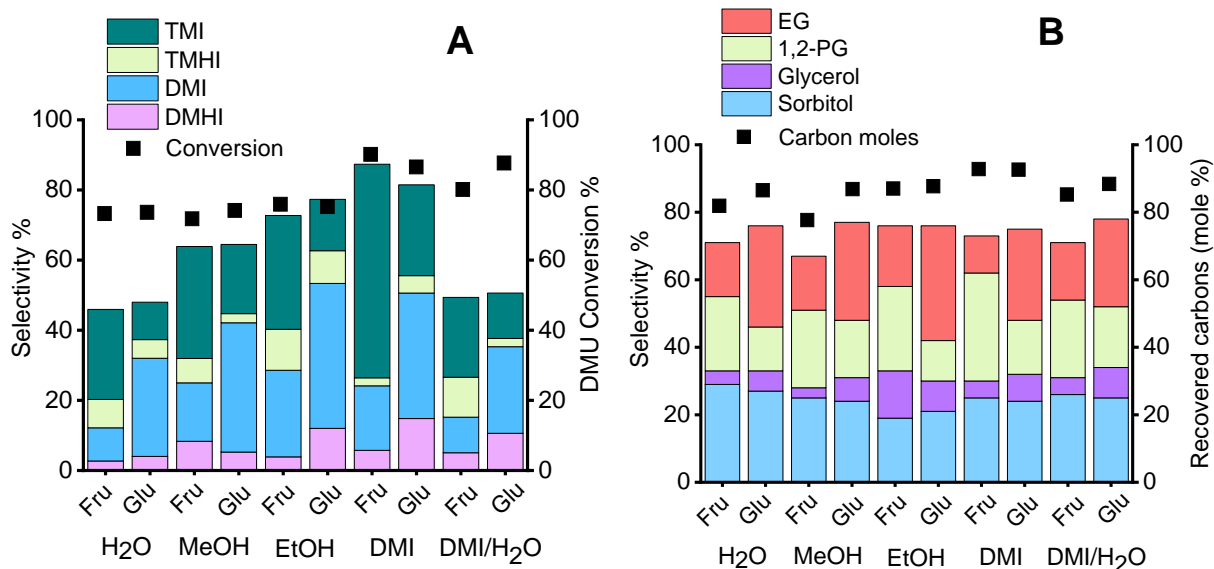 A
TMI
TMHI
DMI
DMHI
Conversion
Selectivity %
DMU Conversion %
100
80
60
40
20
0
100
80
60
40
20
0
Fru Glu Fru Glu Fru Glu Fru Glu Fru Glu
H2O MeOH EtOH DMI DMI/H2O
B
EG
1,2-PG
Glycerol
Sorbitol
Carbon moles
Selectivity %
Recovered carbons (mole %)
100
80
60
40
20
0
100
80
60
40
20
0
Fru Glu Fru Glu Fru Glu Fru Glu Fru Glu
H2O MeOH EtOH DMI DMI/H2O